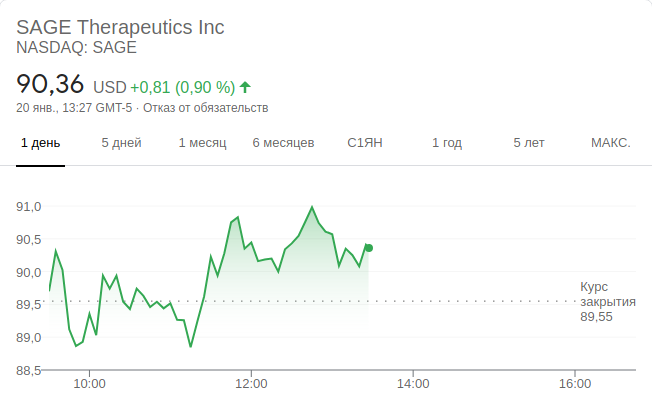 SAGE Therapeutics Inc
NASDAQ: SAGE
90,36 USD +0,81 (0,90 %)
20 янв., 13:27 GMT-5 · Отказ от обязательств
1 день 5 дней 1 месяц 6 месяцев С1ЯН 1 год 5 лет МАКС.
91,0
90,5
90,0
89,5
89,0
88,5
Курс
закрытия
89,55
10:00 12:00 14:00 16:00